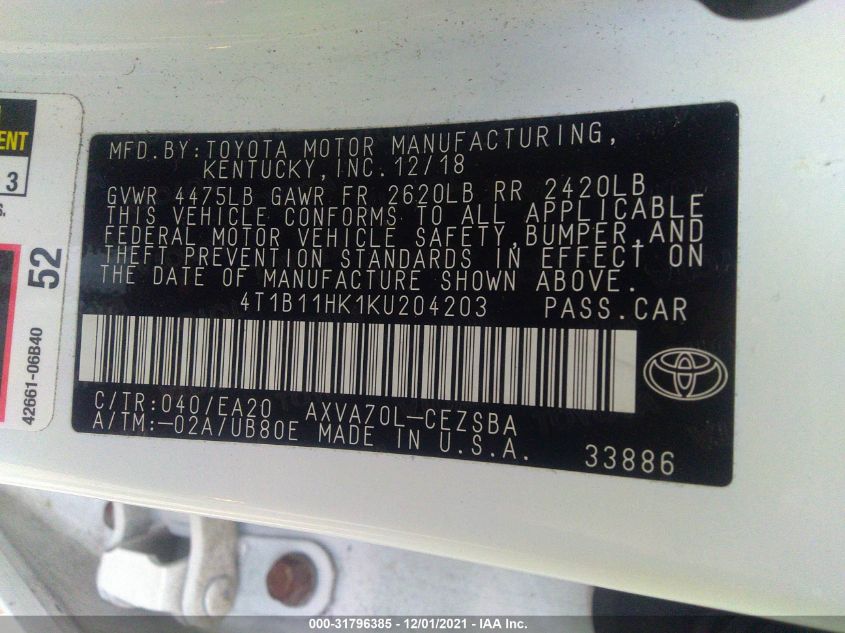 ENT
3
S.
52
42661-06B40
MFD.BY:TOYOTA MOTOR MANUFACTURING,
KENTUCKY,INC.12/18
GVWR 4475LB GAWR FR 2620LB RR 2420LB
THIS VEHICLE CONFORMS TO ALL APPLICABLE
FEDERAL MOTOR VEHICLE SAFETY,BUMPER,AND
THEFT PREVENTION STANDARDS IN EFFECT ON
THE DATE OF MANUFACTURE SHOWN ABOVE.
4T1B11HK1KU204203 PASS.CAR
C/TR:040/EA20 AXVA70L-CEZSBA
A/TM:-02A/UB80E MADE IN U.S.A.
33886
000-31796385 - 12/01/2021 - IAA Inc.